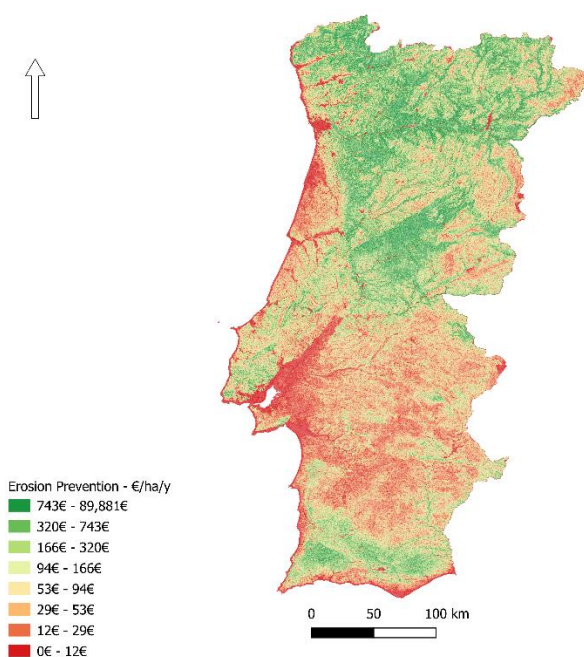 Erosion Prevention - €/ha/y
743€ - 89,881€
320€ - 743€
166€ - 320€
94€ - 166€
53€ - 94€
29€ - 53€
12€ - 29€
0€ - 12€
0 50 100 km